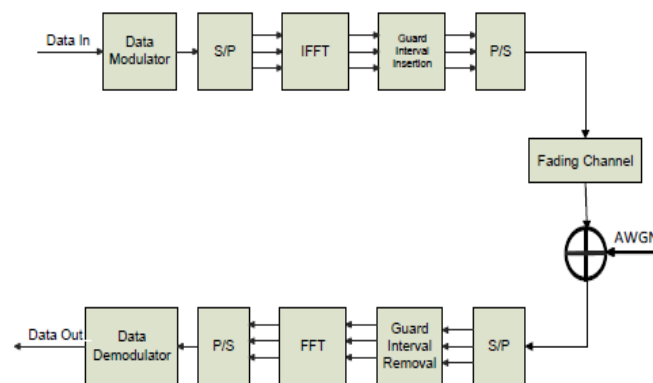 Data In
Data
Modulator
S/P
IFFT
Guard
Interval
Insertion
P/S
Fading Channel
AWGN
Data Out
Data
Demodulator
P/S
FFT
Guard
Interval
Removal
S/P